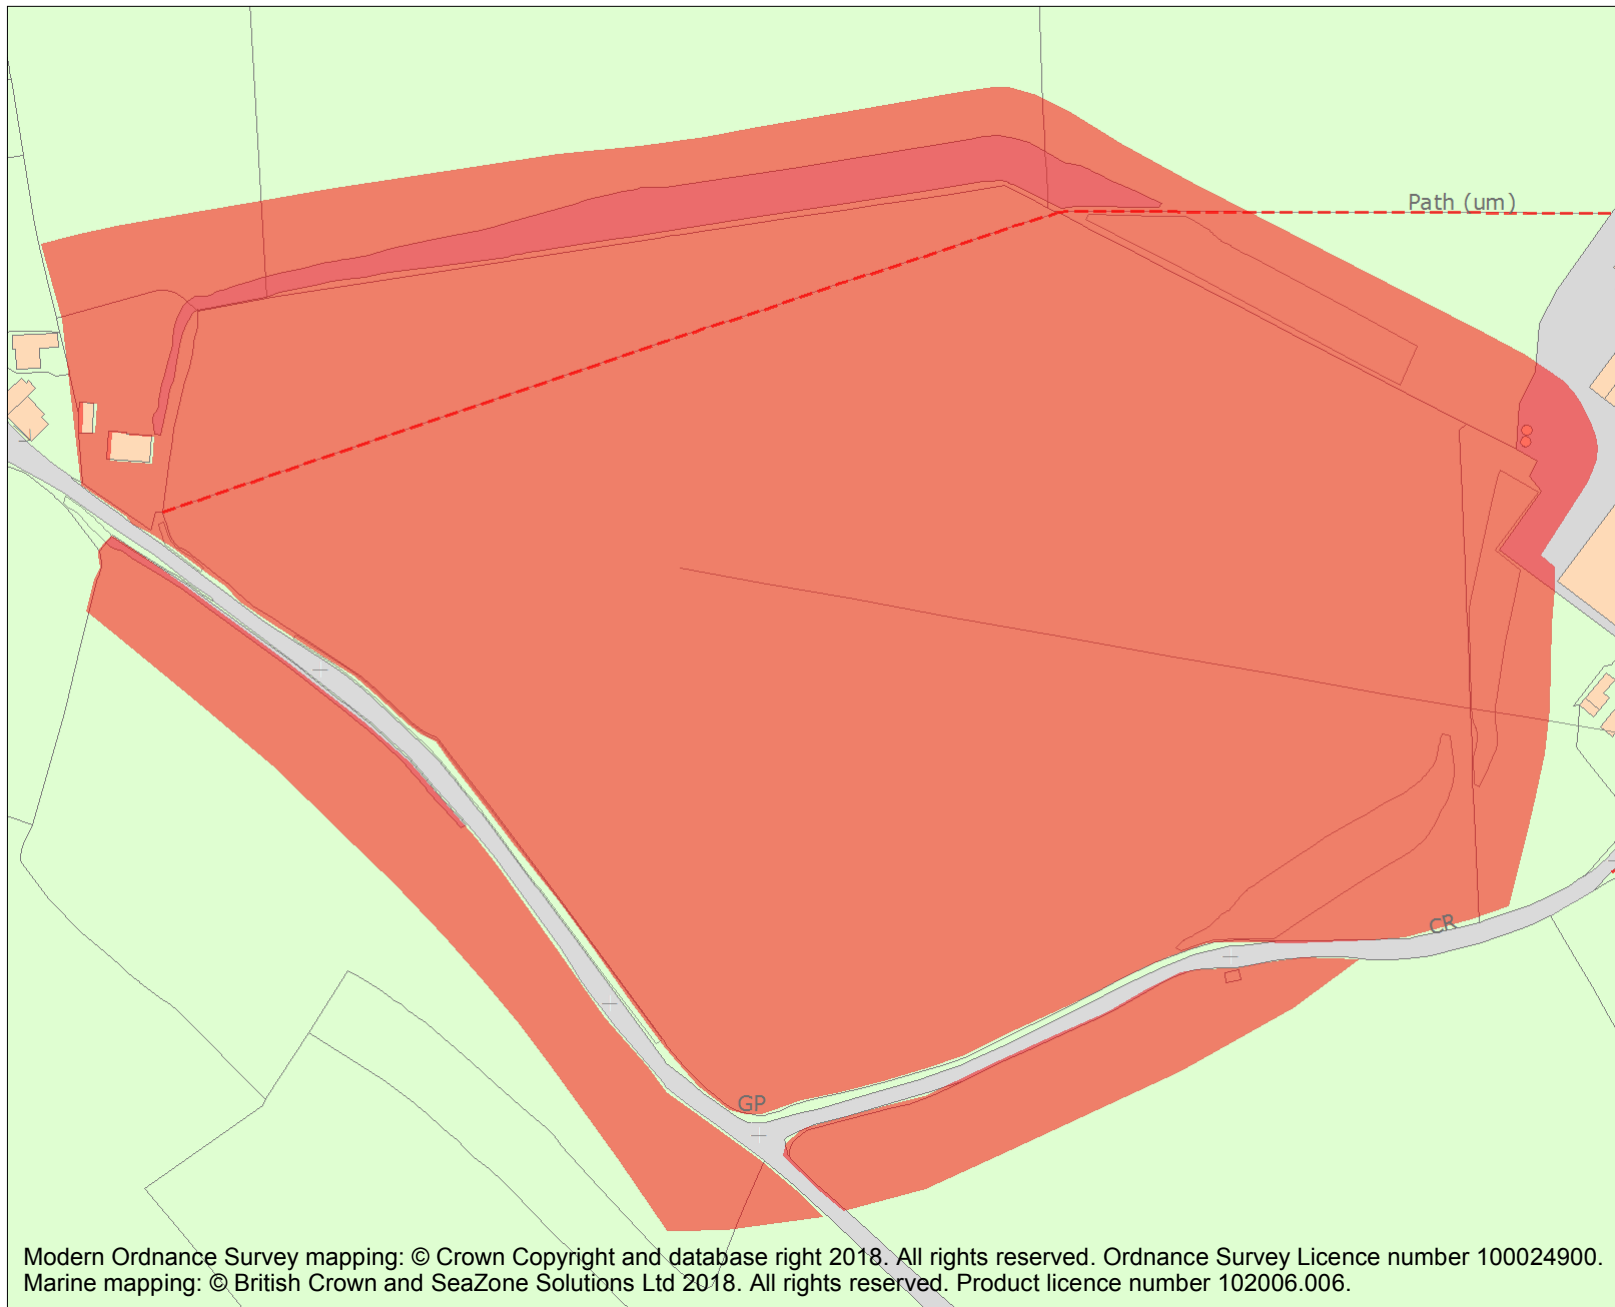 Path (um)
CR
GP
Modern Ordnance Survey mapping: © Crown Copyright and database right 2018. All rights reserved. Ordnance Survey Licence number 100024900.
Marine mapping: © British Crown and SeaZone Solutions Ltd 2018. All rights reserved. Product licence number 102006.006.